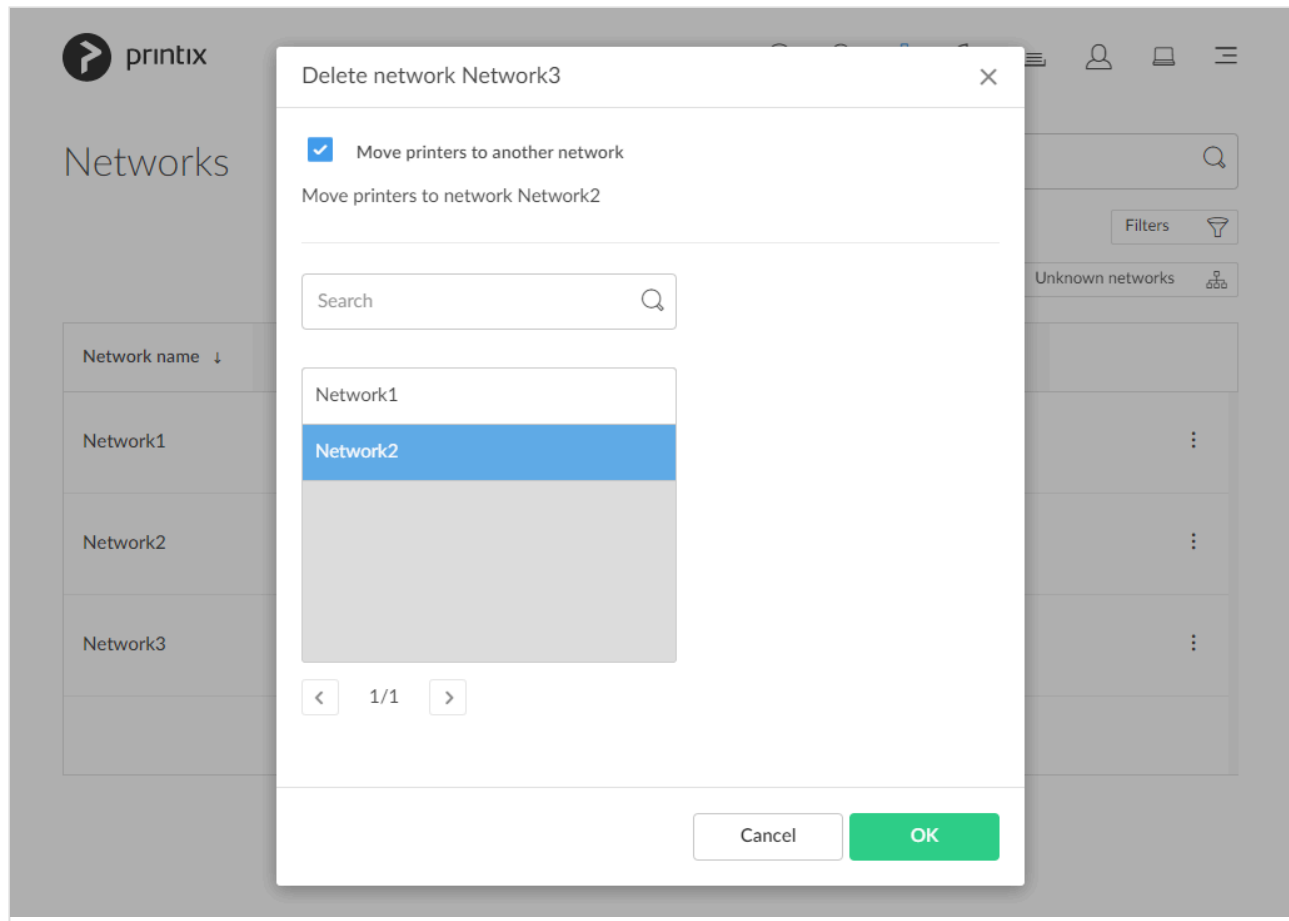 printix
Delete network Network3
Networks
Move printers to another network
Move printers to network Network2
Filters
Unknown networks
Search
Network name ↓
Network1
Network2
Network1
Network2
Network3
1/1
Cancel
OK